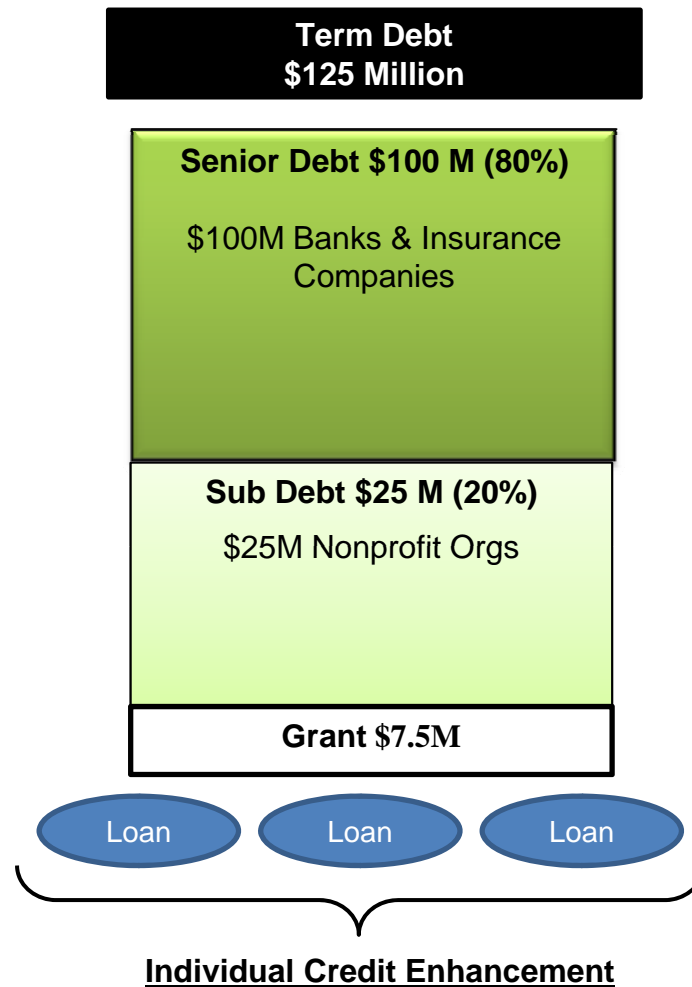 Term Debt
$125 Million
Senior Debt $100 M (80%)
$100M Banks & Insurance
Companies
Sub Debt $25 M (20%)
$25M Nonprofit Orgs
Grant $7.5M
Loan
Loan
Loan
Individual Credit Enhancement